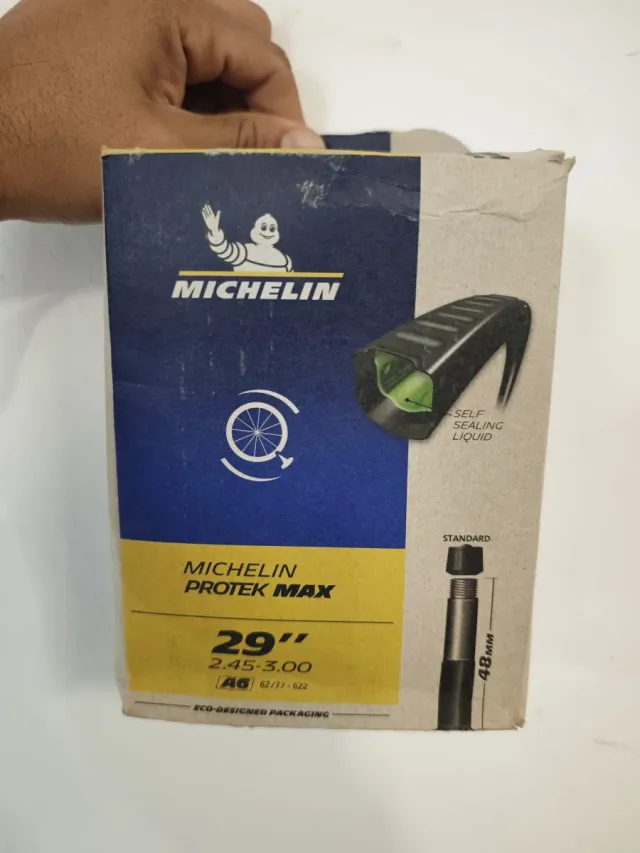 MICHELIN
SELF
SEALING
LIQUID
STANDARD
48MM
MICHELIN
PROTEK MAX
29”
2.45-3.00
A6 62/77-622
ECO-DESIGNED PACKAGING